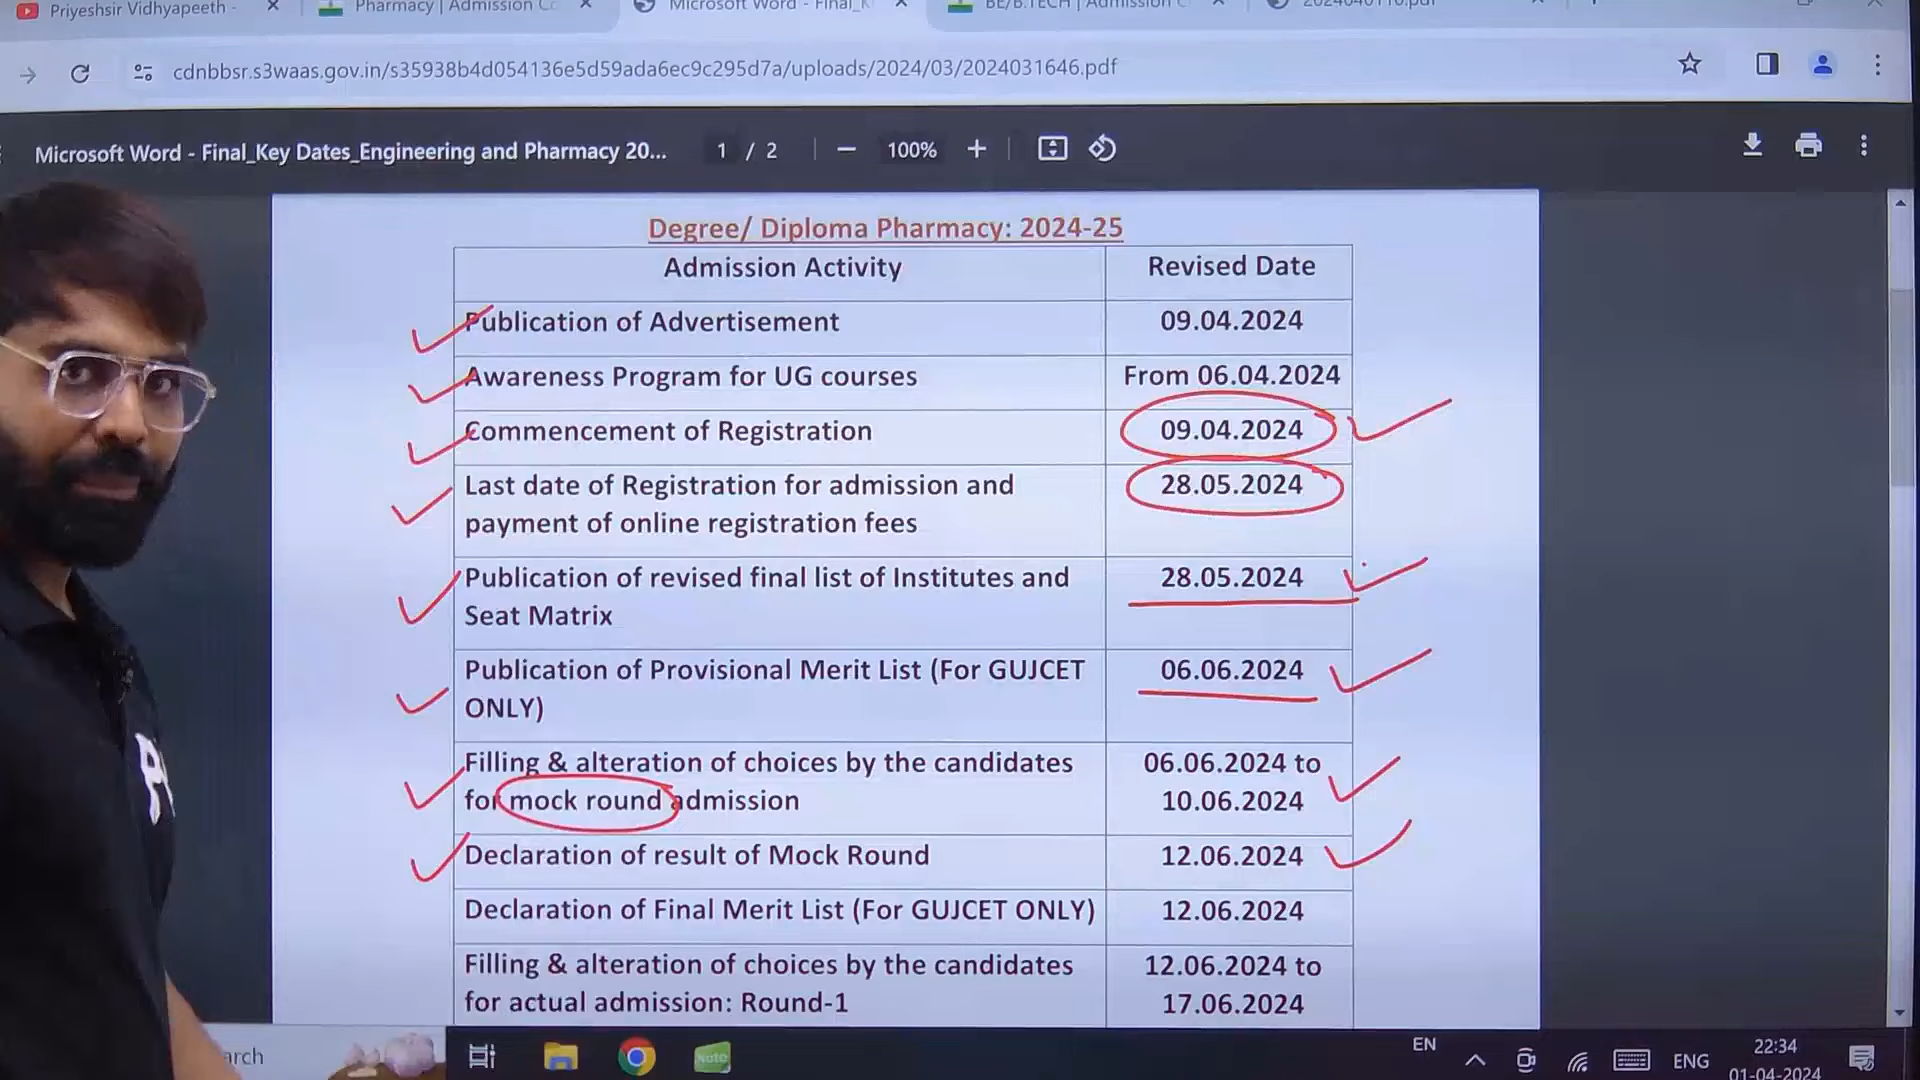 Priyeshsir Vidhyapeeth -
Pharmacy | Admission Co
Microsoft Word - Final_K
BE/B.TECH | Admission C
2024040116.pdf
cdnbbsr.s3waas.gov.in/s35938b4d054136e5d59ada6ec9c295d7a/uploads/2024/03/2024031646.pdf
Microsoft Word - Final_Key Dates_Engineering and Pharmacy 20...
1 / 2
100%
Degree/ Diploma Pharmacy: 2024-25
Admission Activity Revised Date
Publication of Advertisement 09.04.2024
Awareness Program for UG courses From 06.04.2024
Commencement of Registration 09.04.2024
Last date of Registration for admission and
payment of online registration fees 28.05.2024
Publication of revised final list of Institutes and
Seat Matrix 28.05.2024
Publication of Provisional Merit List (For GUJCET
ONLY) 06.06.2024
Filling & alteration of choices by the candidates
for mock round admission
06.06.2024 to
10.06.2024
Declaration of result of Mock Round 12.06.2024
Declaration of Final Merit List (For GUJCET ONLY) 12.06.2024
Filling & alteration of choices by the candidates
for actual admission: Round-1
12.06.2024 to
17.06.2024
arch
Note
EN
ENG
22:34
01-04-2024